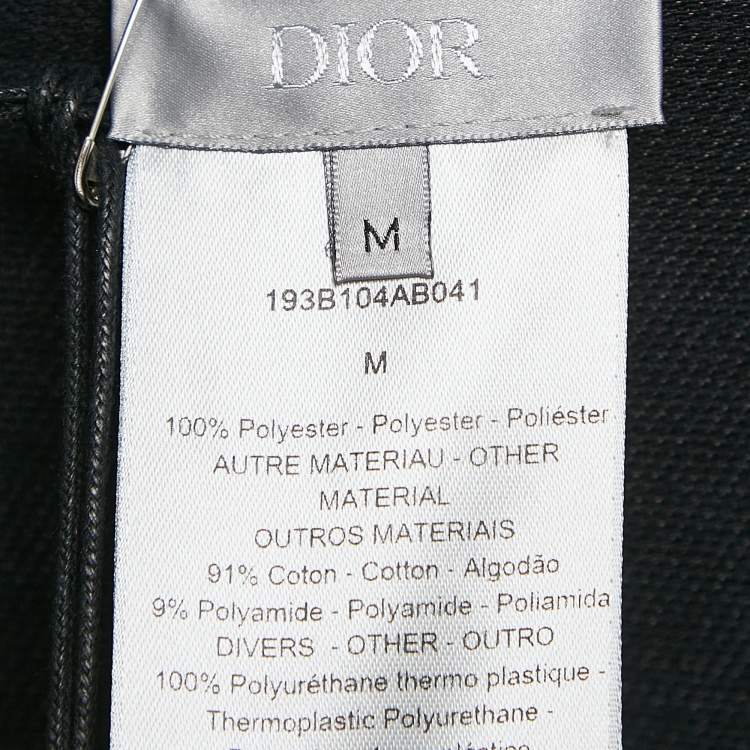 DIOR
M
193B104AB041
M
100% Polyester - Polyester - Poliéster
AUTRE MATERIAU - OTHER
MATERIAL
OUTROS MATERIAIS
91% Coton - Cotton - Algodão
9% Polyamide - Polyamide - Poliamida
DIVERS - OTHER - OUTRO
100% Polyuréthane thermo plastique -
Thermoplastic Polyurethane -